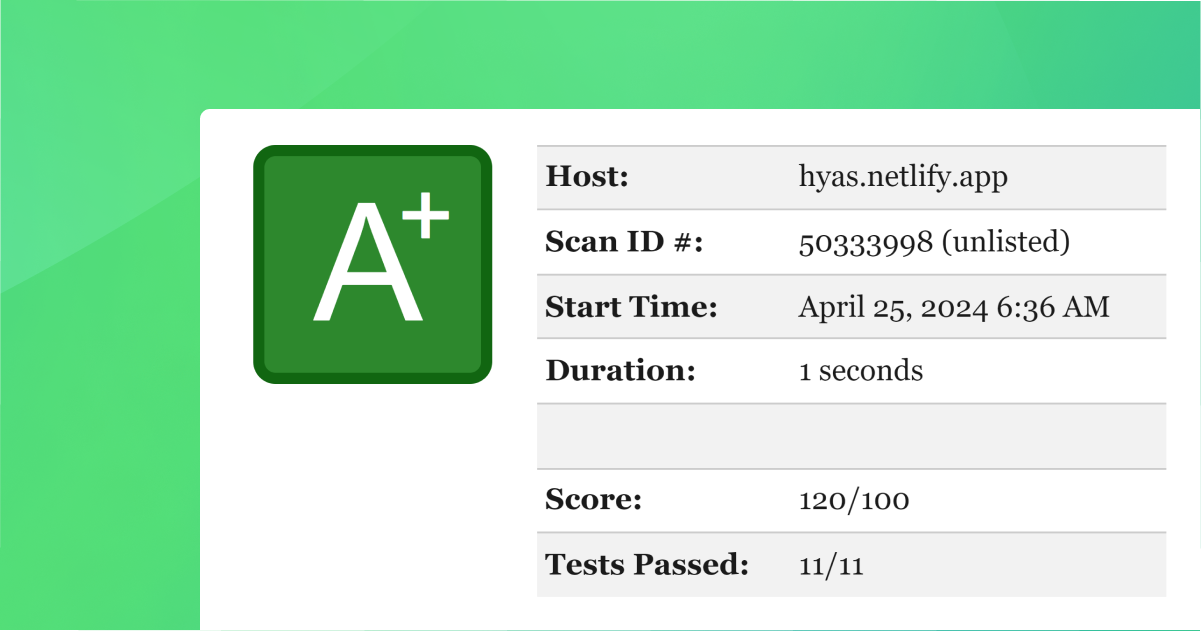 A+
Host: hyas.netlify.app
Scan ID #: 50333998 (unlisted)
Start Time: April 25, 2024 6:36 AM
Duration: 1 seconds
Score: 120/100
Tests Passed: 11/11